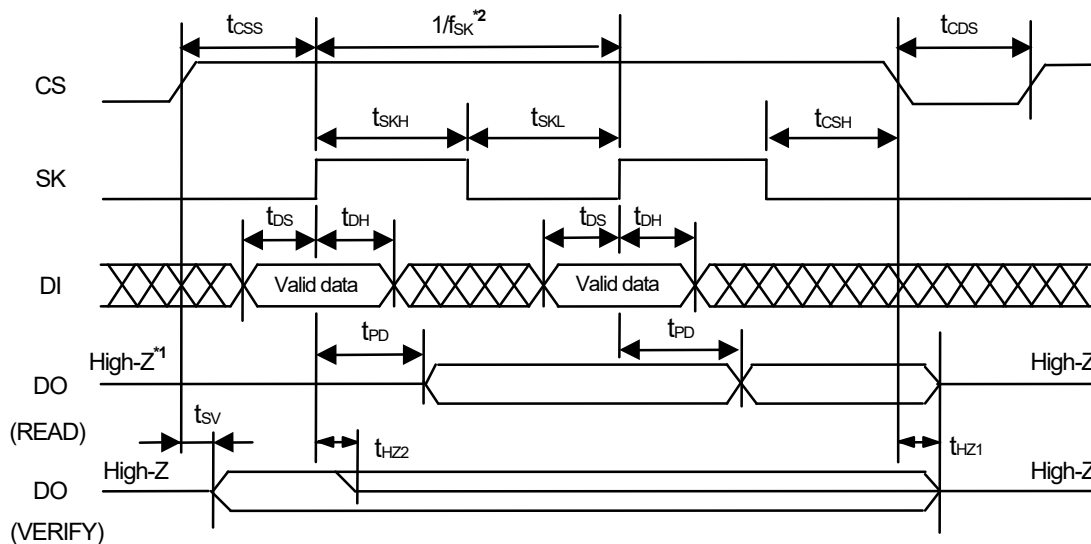 tCSS 1/fSK*2 tCDS
CS
tSKH tSKL tCSH
SK
tDS tDH tDS tDH
DI Valid data Valid data
tPD tPD
High-Z*1 High-Z
DO
(READ)
tSV tHZ2 tHZ1
High-Z High-Z
DO
(VERIFY)